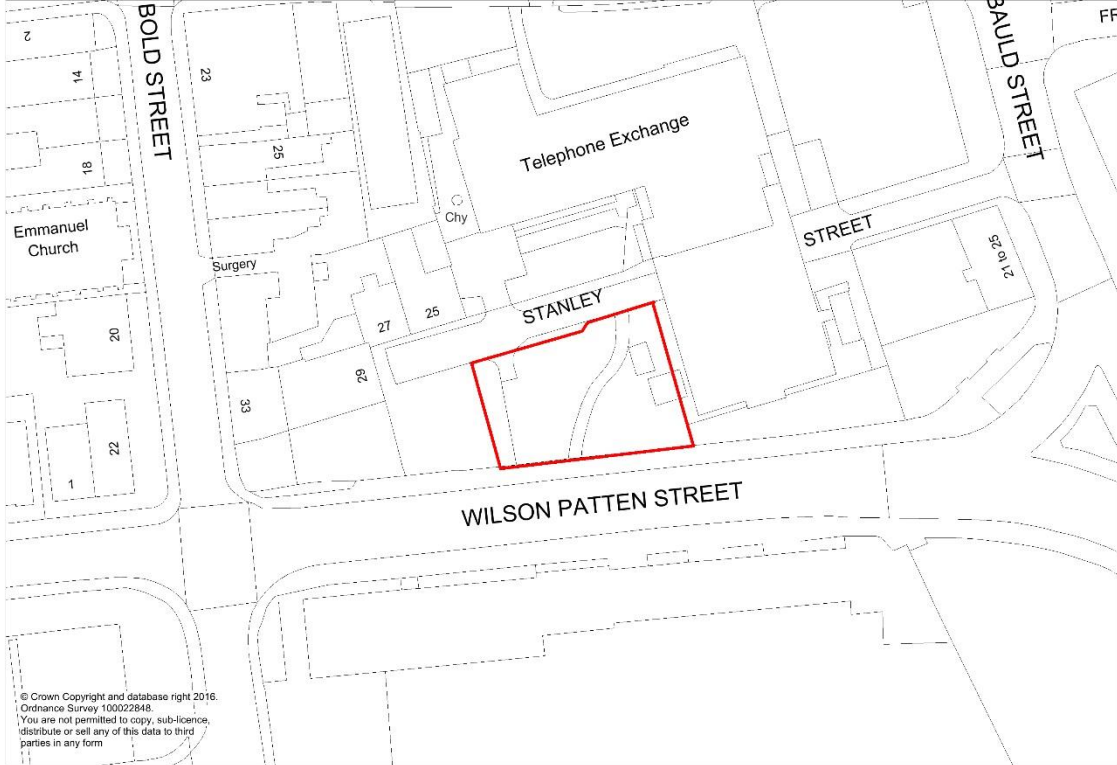 2
14
18
BOLD STREET
23
25
Telephone Exchange
BAULD STREET
FR
Emmanuel
Church
Surgery
Chy
STREET
21 to 25
STANLEY
27
25
29
33
20
22
1
WILSON PATTEN STREET
© Crown Copyright and database right 2016.
Ordnance Survey 100022848.
You are not permitted to copy, sub-licence,
distribute or sell any of this data to third
parties in any form